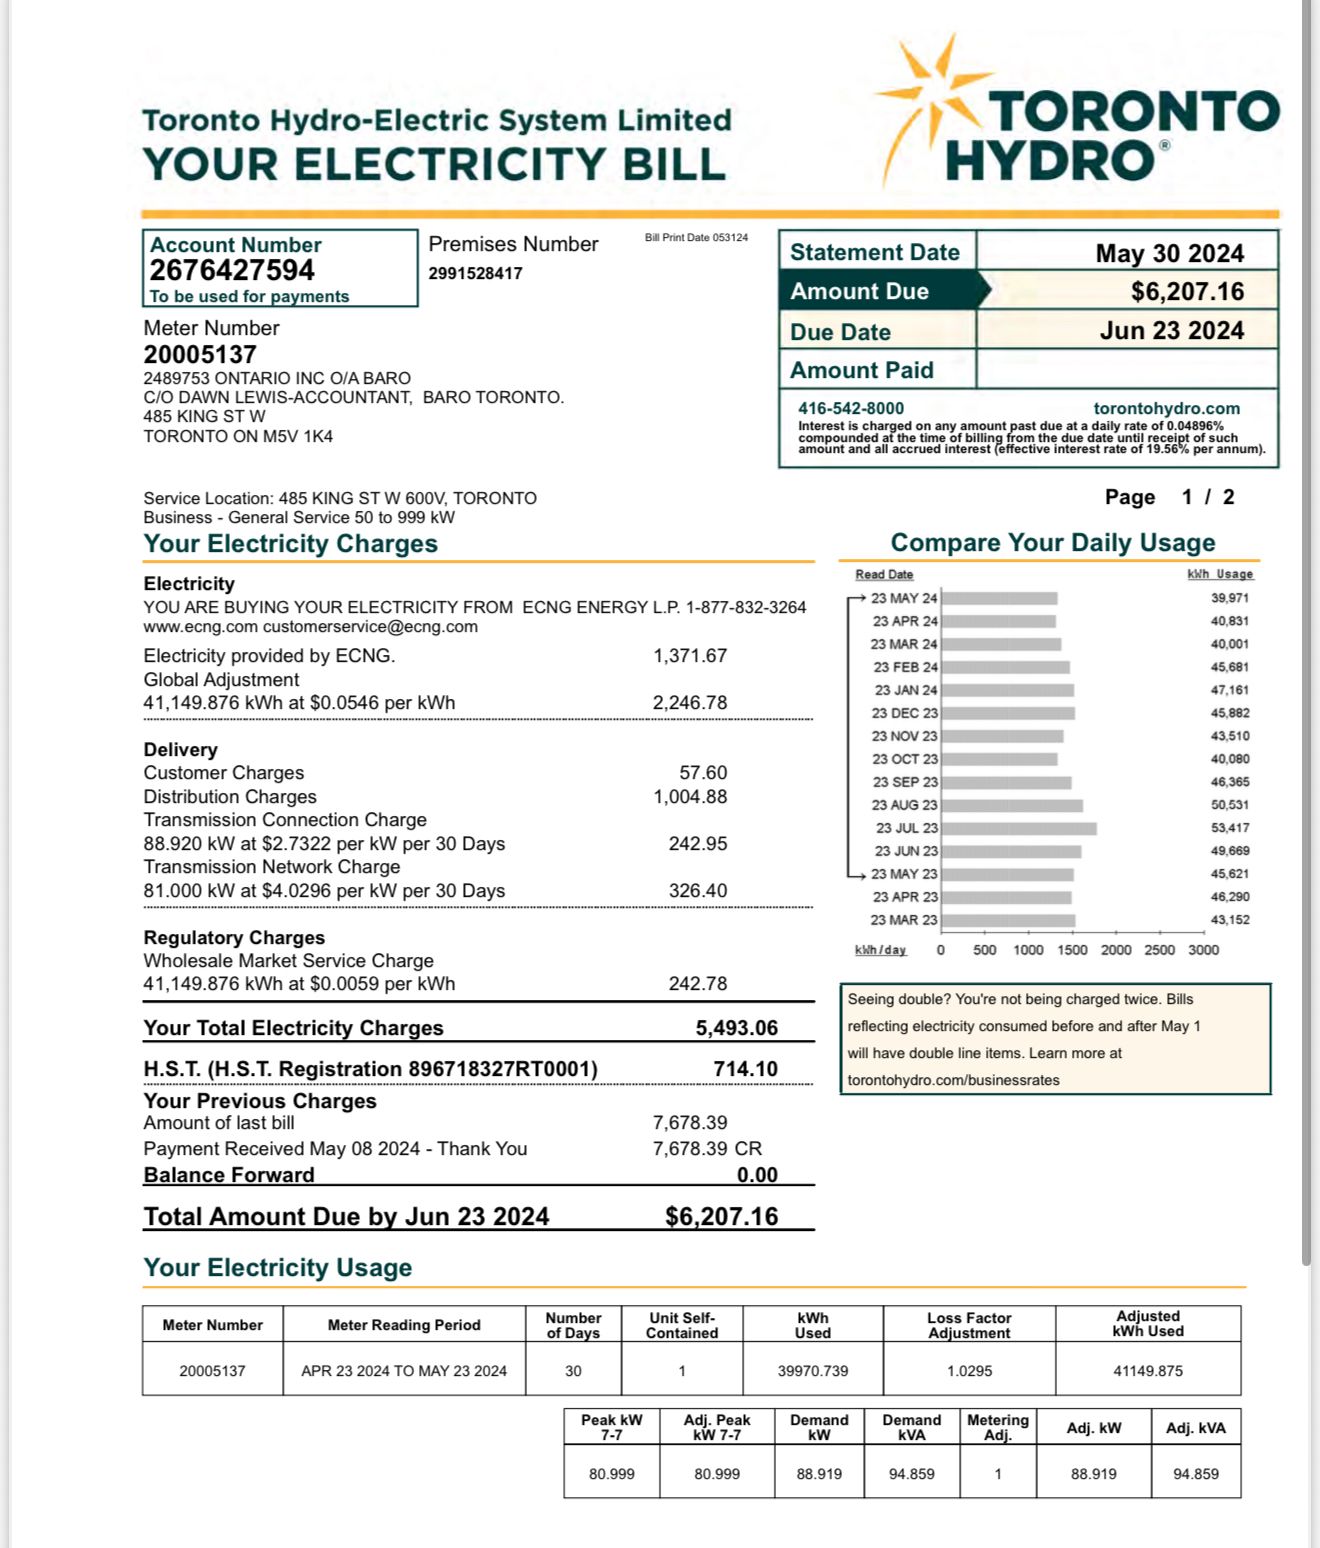 Toronto Hydro-Electric System Limited
YOUR ELECTRICITY BILL
TORONTO
HYDRO®
Account Number
2676427594
To be used for payments
Premises Number
2991528417
Bill Print Date 053124
Statement Date May 30 2024
Amount Due $6,207.16
Due Date Jun 23 2024
Amount Paid
416-542-8000 torontohydro.com
Interest is charged on any amount past due at a daily rate of 0.04896%
compounded at the time of billing from the due date until receipt of such
amount and all accrued interest (effective interest rate of 19.56% per annum).
Meter Number
20005137
2489753 ONTARIO INC O/A BARO
C/O DAWN LEWIS-ACCOUNTANT, BARO TORONTO.
485 KING ST W
TORONTO ON M5V 1K4
Service Location: 485 KING ST W 600V, TORONTO
Business - General Service 50 to 999 kW
Page 1 / 2
Your Electricity Charges
Electricity
YOU ARE BUYING YOUR ELECTRICITY FROM ECNG ENERGY L.P. 1-877-832-3264
www.ecng.com customerservice@ecng.com
Electricity provided by ECNG. 1,371.67
Global Adjustment
41,149.876 kWh at $0.0546 per kWh 2,246.78
Delivery
Customer Charges 57.60
Distribution Charges 1,004.88
Transmission Connection Charge
88.920 kW at $2.7322 per kW per 30 Days 242.95
Transmission Network Charge
81.000 kW at $4.0296 per kW per 30 Days 326.40
Regulatory Charges
Wholesale Market Service Charge
41,149.876 kWh at $0.0059 per kWh 242.78
Your Total Electricity Charges 5,493.06
H.S.T. (H.S.T. Registration 896718327RT0001) 714.10
Your Previous Charges
Amount of last bill 7,678.39
Payment Received May 08 2024 - Thank You 7,678.39 CR
Balance Forward 0.00
Total Amount Due by Jun 23 2024 $6,207.16
Compare Your Daily Usage
Read Date kWh Usage
23 MAY 24 39,971
23 APR 24 40,831
23 MAR 24 40,001
23 FEB 24 45,681
23 JAN 24 47,161
23 DEC 23 45,882
23 NOV 23 43,510
23 OCT 23 40,080
23 SEP 23 46,365
23 AUG 23 50,531
23 JUL 23 53,417
23 JUN 23 49,669
23 MAY 23 45,621
23 APR 23 46,290
23 MAR 23 43,152
kWh/day 0 500 1000 1500 2000 2500 3000
Seeing double? You're not being charged twice. Bills
reflecting electricity consumed before and after May 1
will have double line items. Learn more at
torontohydro.com/businessrates
Your Electricity Usage
Meter Number Meter Reading Period Number of Days Unit Self-Contained kWh Used Loss Factor Adjustment Adjusted kWh Used
20005137 APR 23 2024 TO MAY 23 2024 30 1 39970.739 1.0295 41149.875
Peak kW 7-7 Adj. Peak kW 7-7 Demand kW Demand kVA Metering Adj. Adj. kW Adj. kVA
80.999 80.999 88.919 94.859 1 88.919 94.859